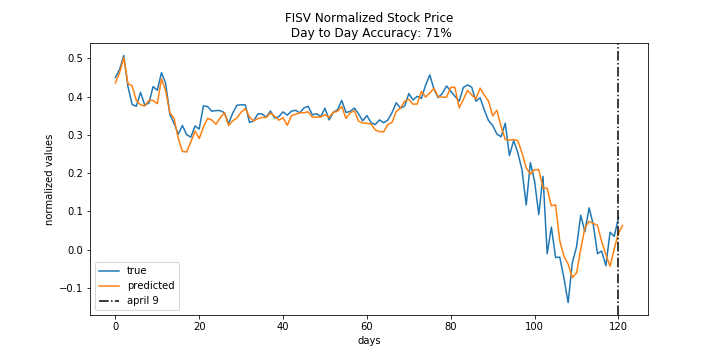 FISV Normalized Stock Price
Day to Day Accuracy: 71%
normalized values
0.5
0.4
0.3
0.2
0.1
0.0
−0.1
true
predicted
april 9
0 20 40 60 80 100 120
days